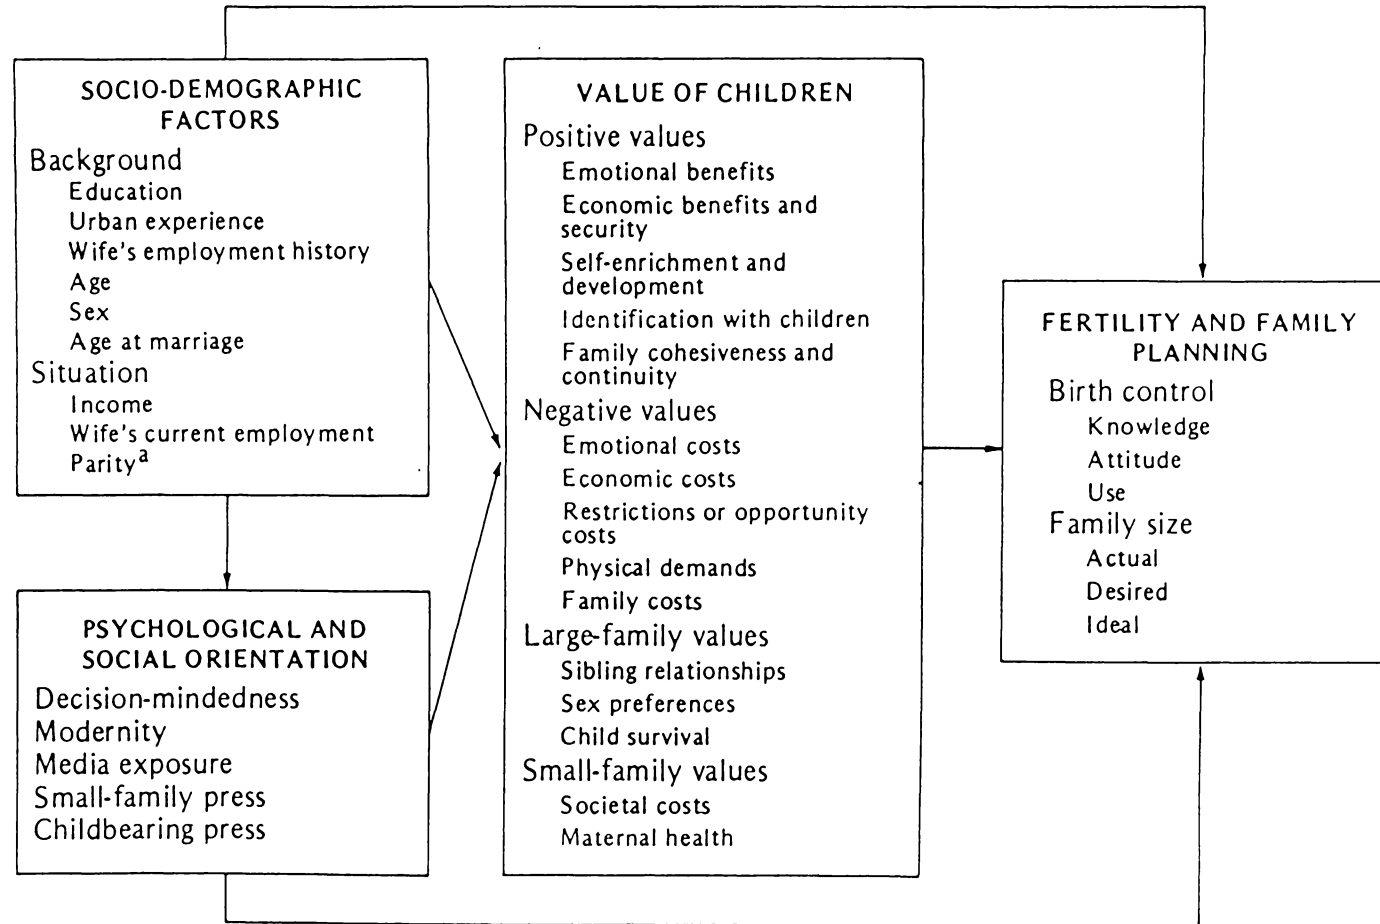 SOCIO-DEMOGRAPHIC
FACTORS
Background
Education
Urban experience
Wife's employment history
Age
Sex
Age at marriage
Situation
Income
Wife's current employment
Parityᵃ
PSYCHOLOGICAL AND
SOCIAL ORIENTATION
Decision-mindedness
Modernity
Media exposure
Small-family press
Childbearing press
VALUE OF CHILDREN
Positive values
Emotional benefits
Economic benefits and
security
Self-enrichment and
development
Identification with children
Family cohesiveness and
continuity
Negative values
Emotional costs
Economic costs
Restrictions or opportunity
costs
Physical demands
Family costs
Large-family values
Sibling relationships
Sex preferences
Child survival
Small-family values
Societal costs
Maternal health
FERTILITY AND FAMILY
PLANNING
Birth control
Knowledge
Attitude
Use
Family size
Actual
Desired
Ideal